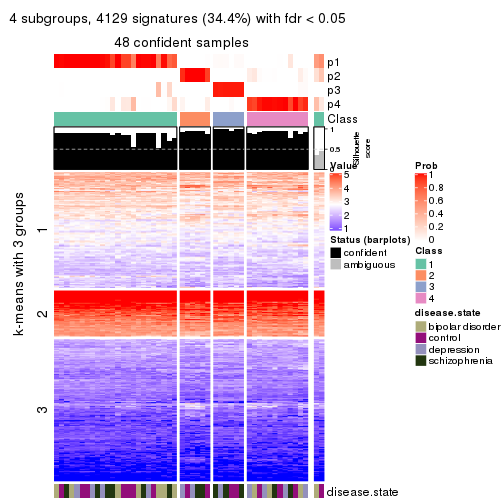 4 subgroups, 4129 signatures (34.4%) with fdr < 0.05
48 confident samples
p1
p2
p3
p4
Class
1
0.5
0
Silhouette
score
k-means with 3 groups
1
2
3
disease.state
Value
5
4
3
2
1
Status (barplots)
confident
ambiguous
Prob
1
0.8
0.6
0.4
0.2
0
Class
1
2
3
4
disease.state
bipolar disorder
control
depression
schizophrenia